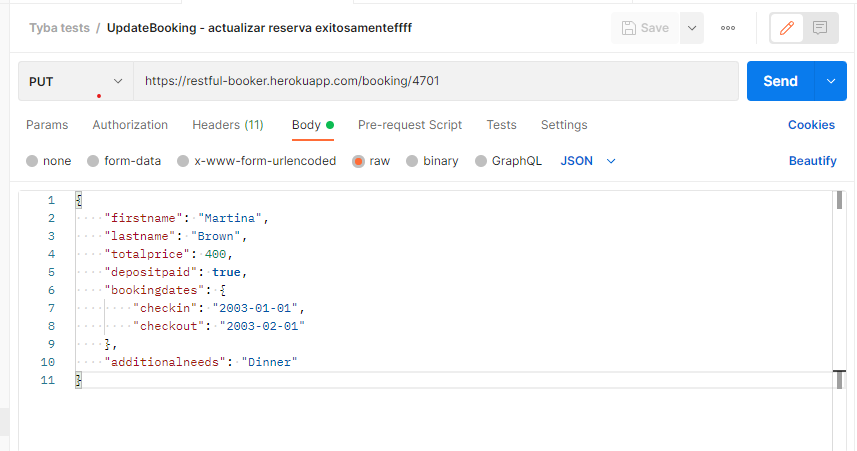 Tyba tests / UpdateBooking - actualizar reserva exitosamenteffff
Save
PUT https://restful-booker.herokuapp.com/booking/4701 Send
Params Authorization Headers (11) Body Pre-request Script Tests Settings Cookies
none form-data x-www-form-urlencoded raw binary GraphQL JSON Beautify
1 {
2 "firstname": "Martina",
3 "lastname": "Brown",
4 "totalprice": 400,
5 "depositpaid": true,
6 "bookingdates": {
7 "checkin": "2003-01-01",
8 "checkout": "2003-02-01"
9 },
10 "additionalneeds": "Dinner"
11 }